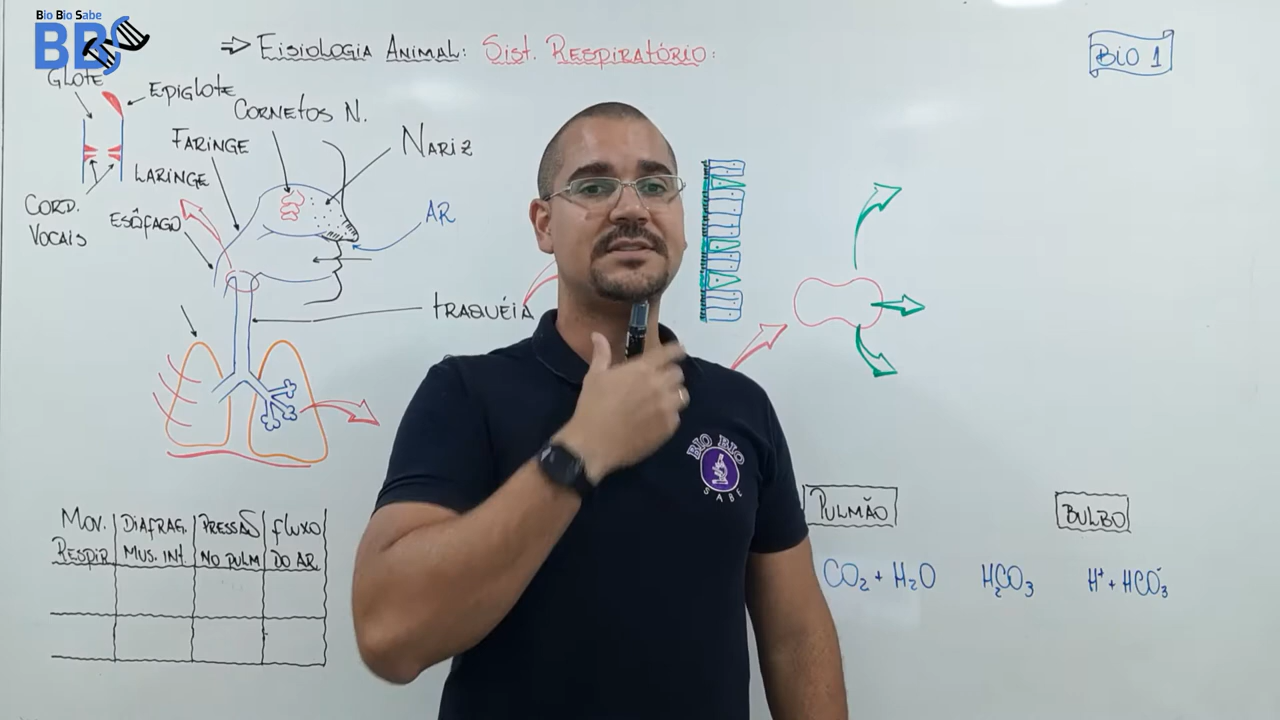 Bio Bio Sabe
BBS
⇒ Fisiologia Animal: Sist. Respiratório:
BIO 1
GLOTE
EPIGLOTE
CORNETOS N.
FARINGE
NARIZ
LARINGE
CORD.
VOCAIS
ESÔFAGO
AR
TRAQUÉIA
BIO BIO
SABE
MOV.
RESPIR.
DIAFRAG.
MUS. INT.
PRESSÃO
NO PULM
FLUXO
DO AR
PULMÃO
BULBO
CO₂ + H₂O
H₂CO₃
H⁺ + HCO₃⁻